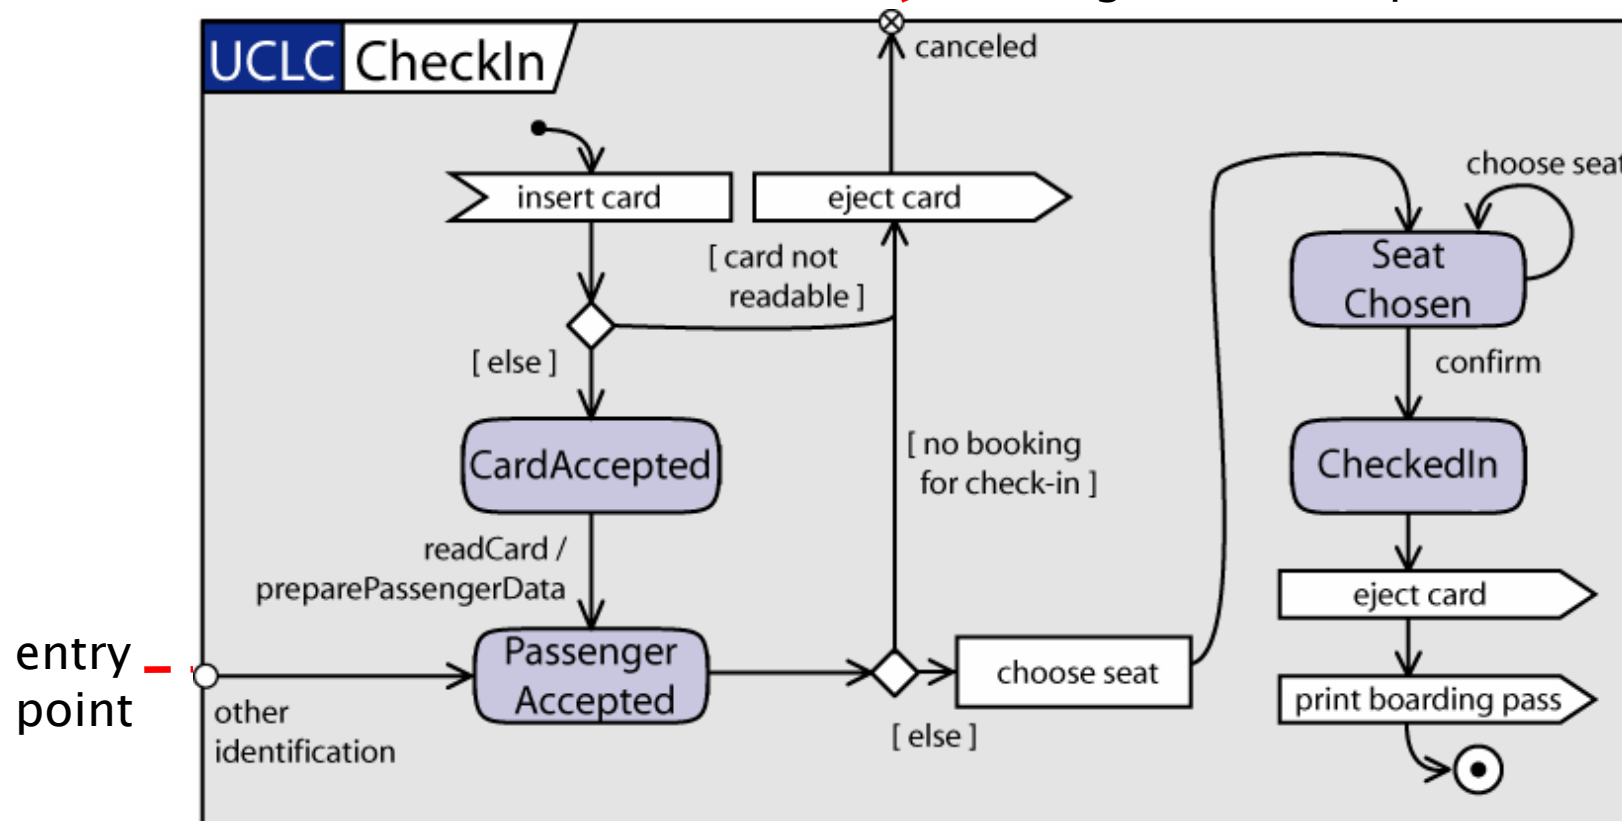 UCLC CheckIn
canceled
insert card
eject card
choose seat
[ card not
readable ]
Seat
Chosen
[ else ]
confirm
CardAccepted
[ no booking
for check-in ]
CheckedIn
readCard /
preparePassengerData
eject card
entry
point
Passenger
Accepted
choose seat
print boarding pass
other
identification
[ else ]